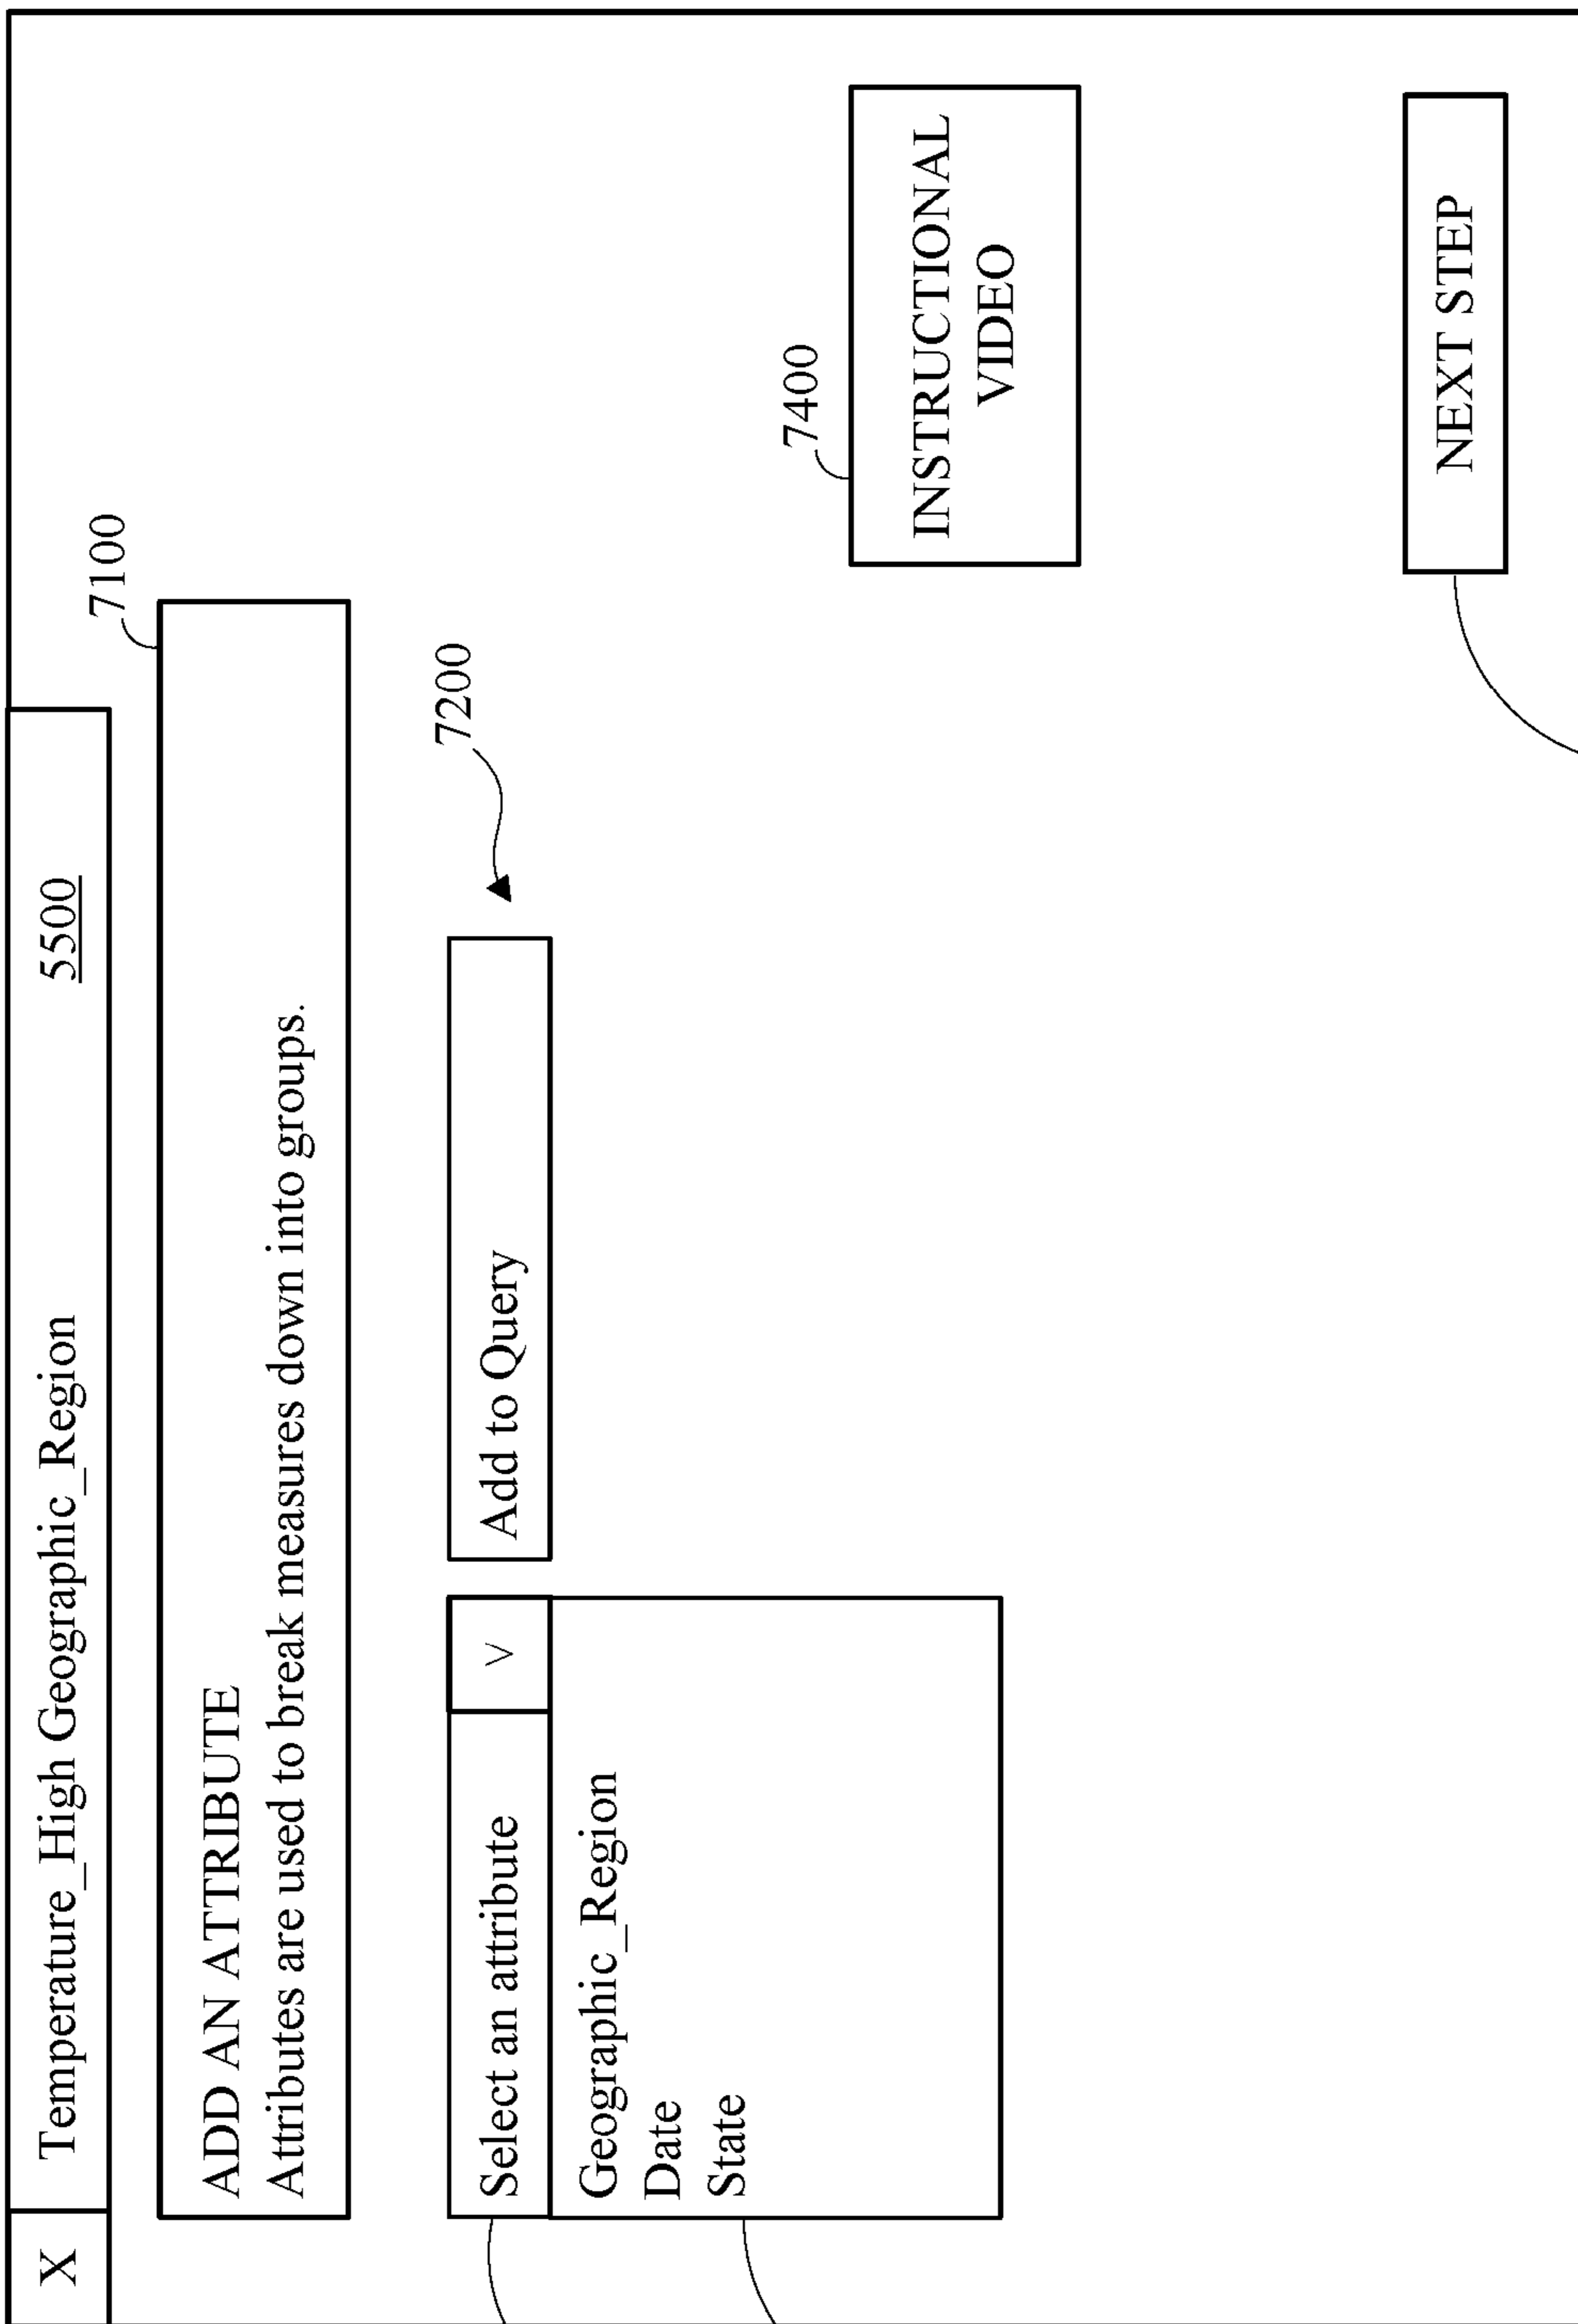 X Temperature_High Geographic_Region 5500
7100
ADD AN ATTRIBUTE
Attributes are used to break measures down into groups.
7200
Select an attribute V Add to Query
Geographic_Region
Date
State
7400
INSTRUCTIONAL
VIDEO
NEXT STEP